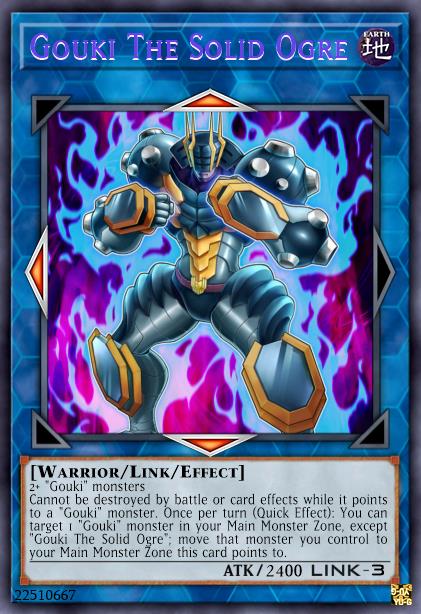 Gouki The Solid Ogre
EARTH
地
[Warrior/Link/Effect]
2+ "Gouki" monsters
Cannot be destroyed by battle or card effects while it points
to a "Gouki" monster. Once per turn (Quick Effect): You can
target 1 "Gouki" monster in your Main Monster Zone, except
"Gouki The Solid Ogre"; move that monster you control to
your Main Monster Zone this card points to.
ATK/2400 LINK-3
22510667